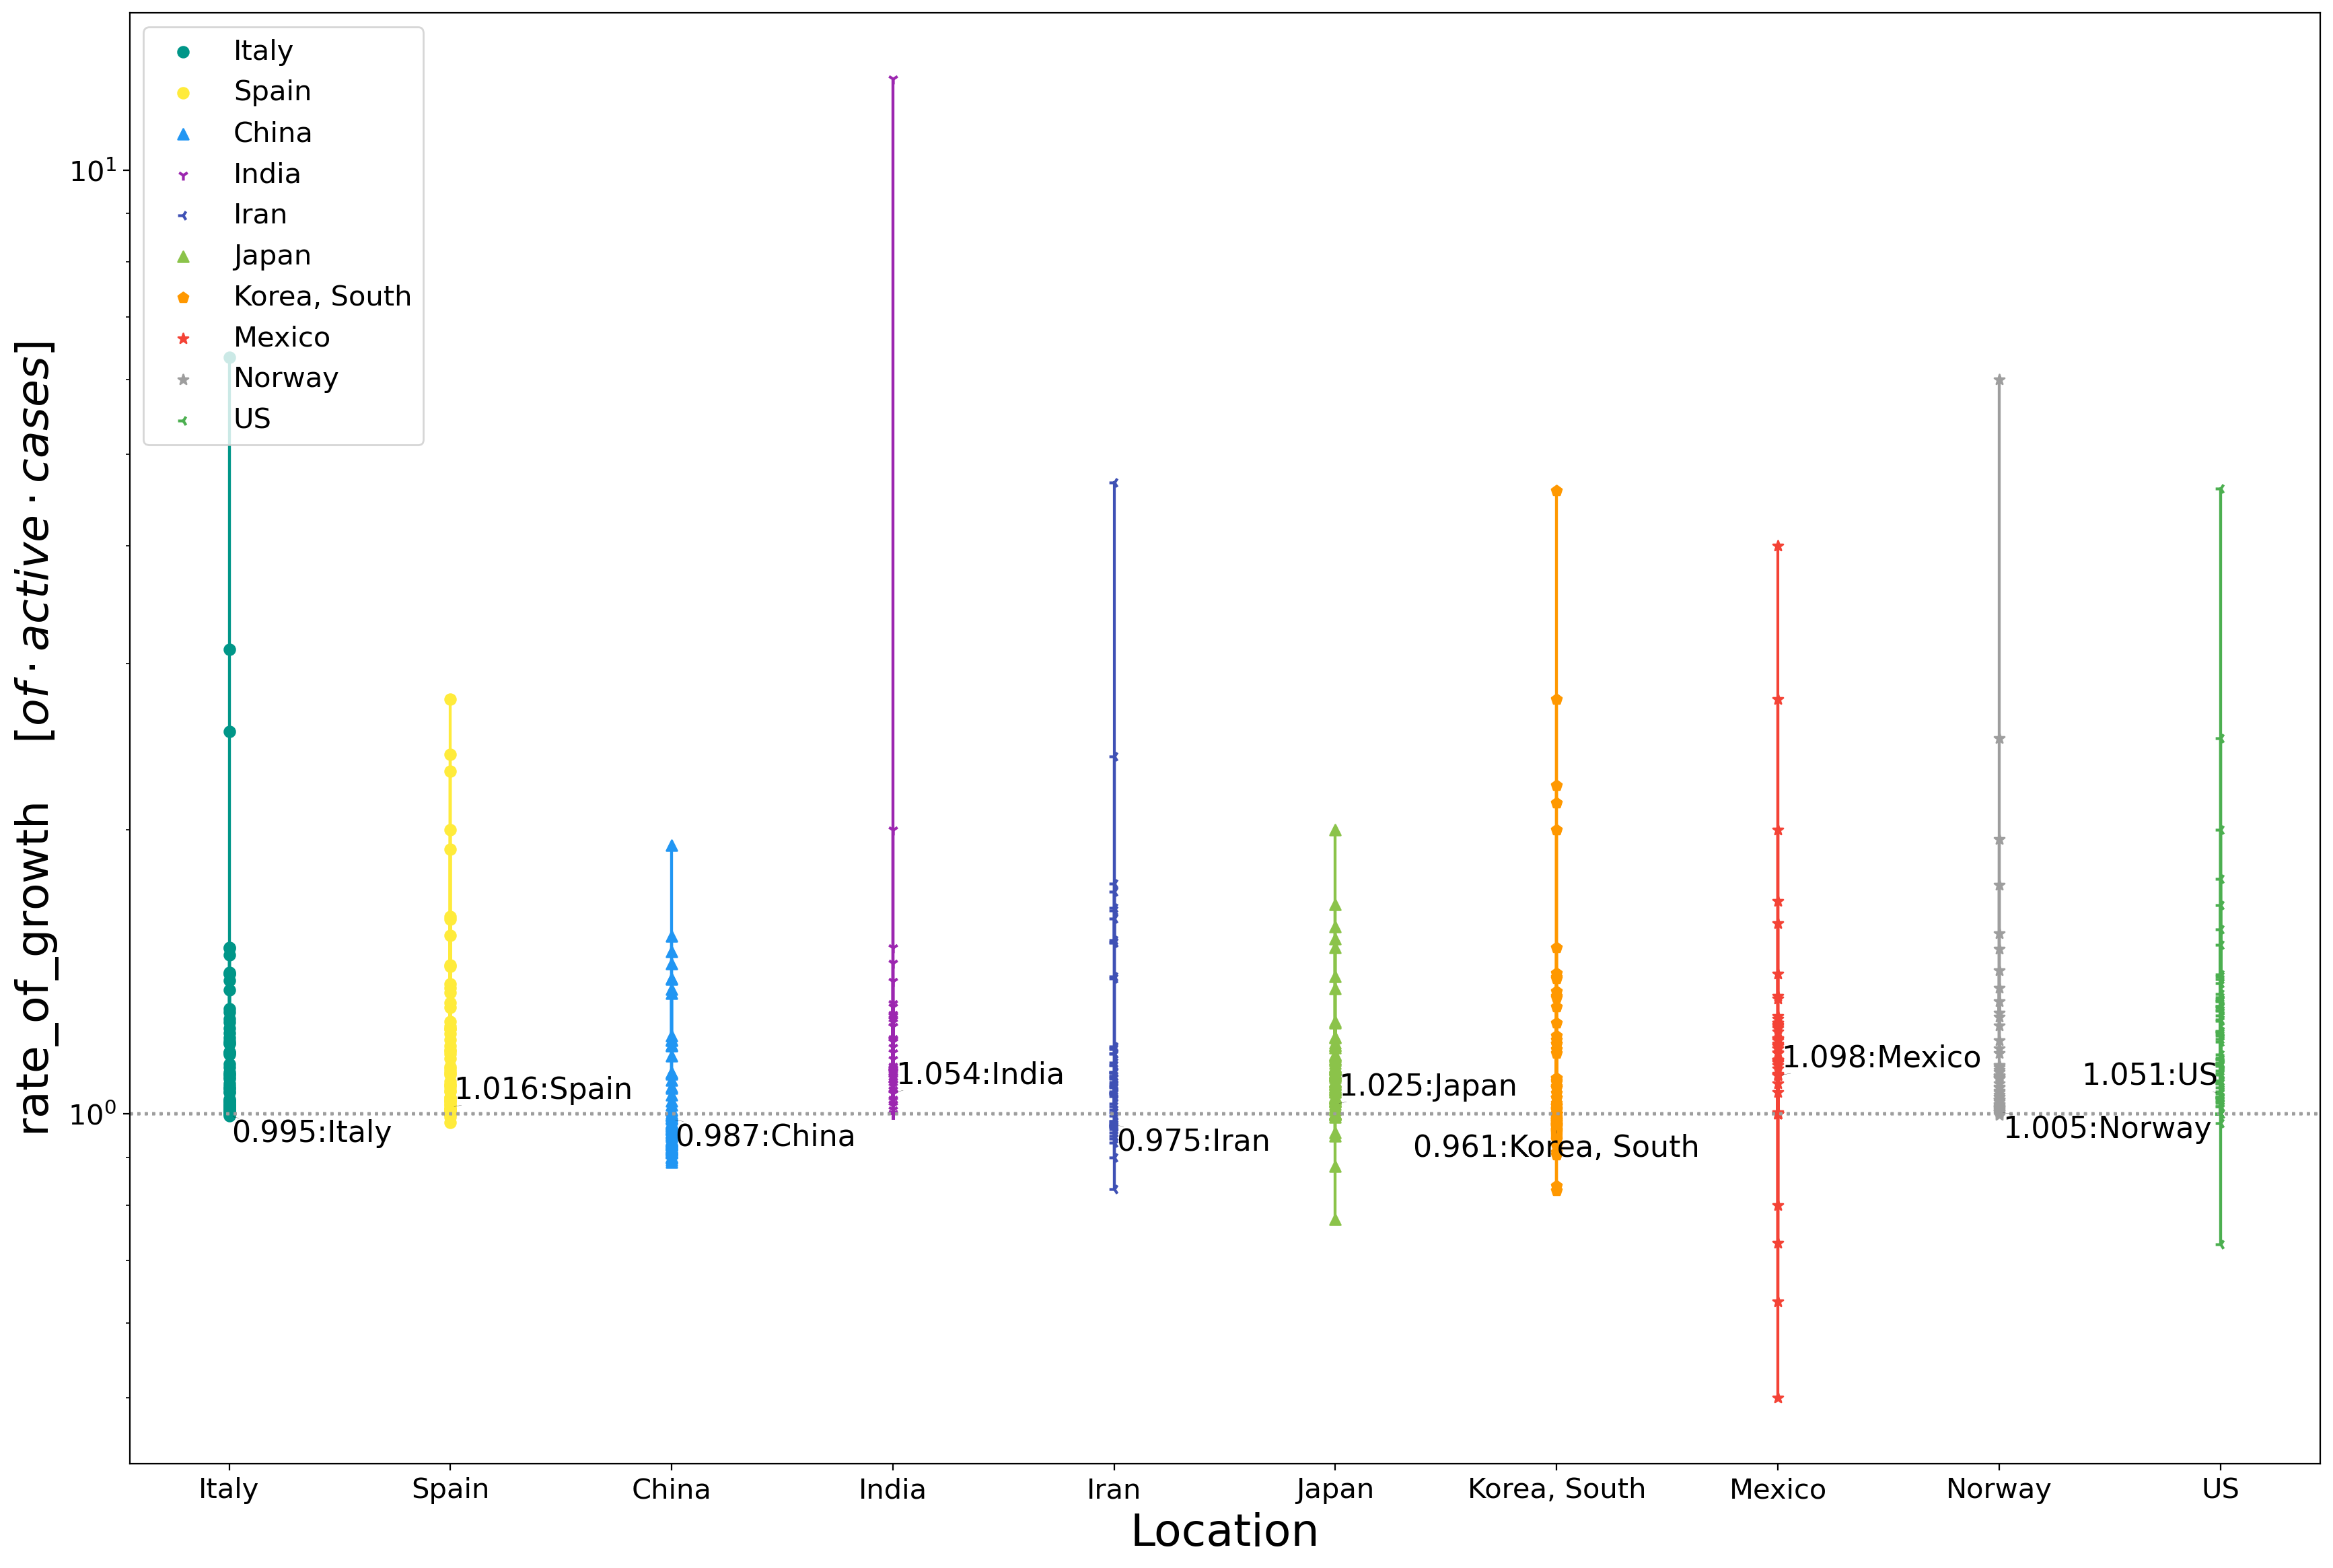 Italy
Spain
China
India
Iran
Japan
Korea, South
Mexico
Norway
US
10¹
10⁰
rate_of_growth [of · active · cases]
1.098:Mexico
1.054:India
1.051:US
1.016:Spain
1.025:Japan
0.995:Italy
0.987:China
0.975:Iran
0.961:Korea, South
1.005:Norway
Italy Spain China India Iran Japan Korea, South Mexico Norway US
Location